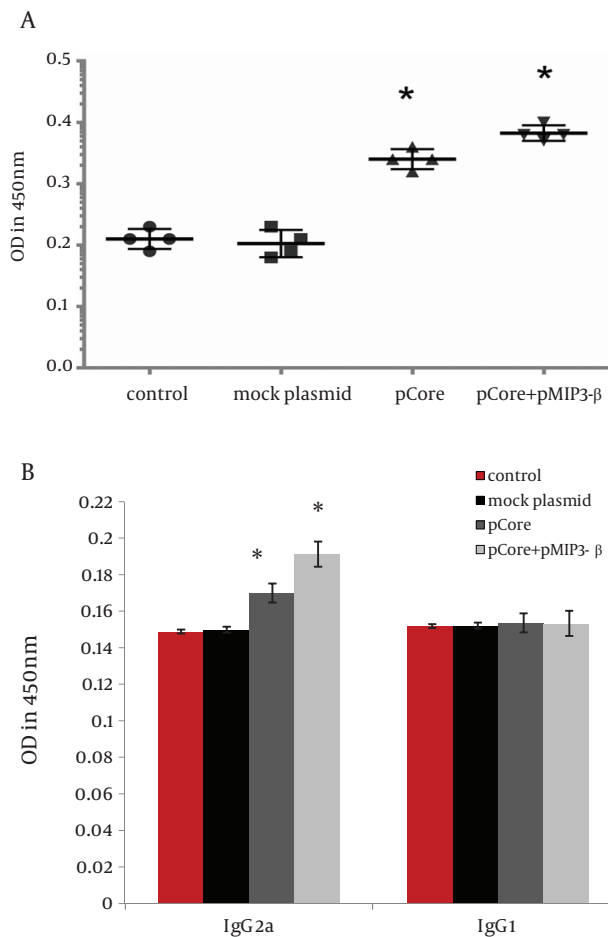 A
OD in 450nm
0.5
0.4
0.3
0.2
0.1
0.0
*
*
control
mock plasmid
pCore
pCore+pMIP3-β
B
OD in 450nm
control
mock plasmid
pCore
pCore+pMIP3- β
0.22
0.2
0.18
0.16
0.14
0.12
0.1
0.08
0.06
0.04
0.02
0
*
*
IgG2a
IgG1